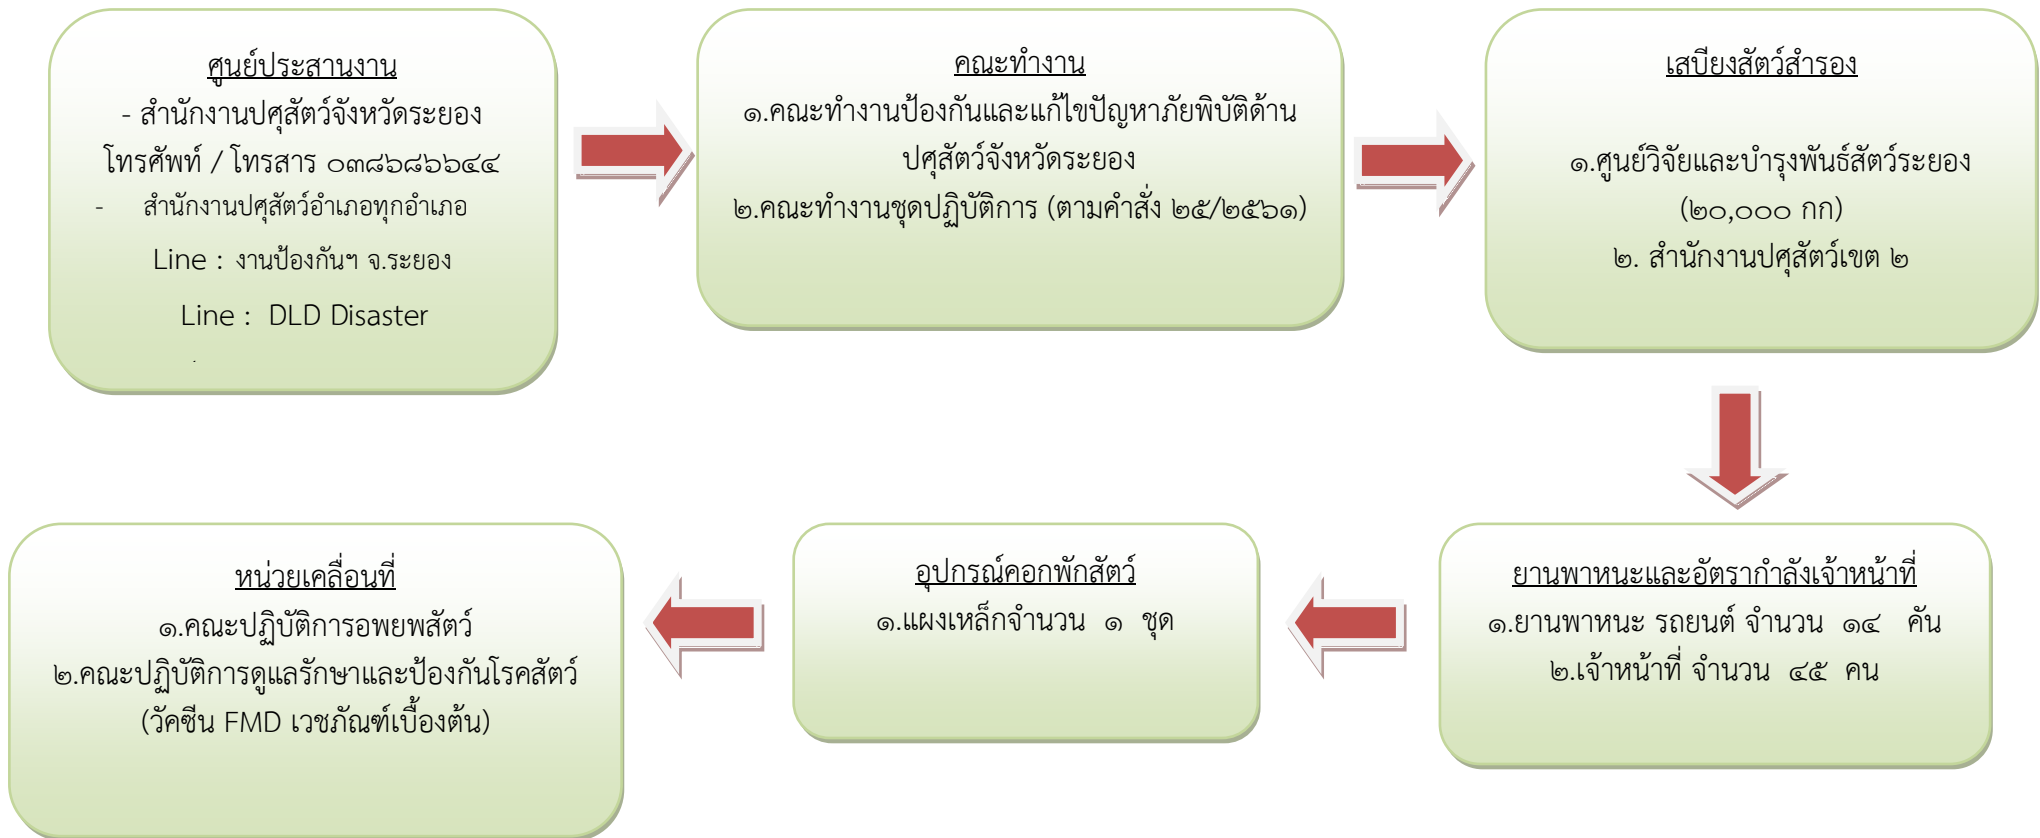 ศูนย์ประสานงาน
- สำนักงานปศุสัตว์จังหวัดระยอง
โทรศัพท์ / โทรสาร ๐๓๘๖๘๖๖๔๔
- สำนักงานปศุสัตว์อำเภอทุกอำเภอ
Line : งานป้องกันฯ จ.ระยอง
Line : DLD Disaster
คณะทำงาน
๑.คณะทำงานป้องกันและแก้ไขปัญหาภัยพิบัติด้าน
ปศุสัตว์จังหวัดระยอง
๒.คณะทำงานชุดปฏิบัติการ (ตามคำสั่ง ๒๕/๒๕๖๑)
เสบียงสัตว์สำรอง
๑.ศูนย์วิจัยและบำรุงพันธ์สัตว์ระยอง
(๒๐,๐๐๐ กก)
๒. สำนักงานปศุสัตว์เขต ๒
ยานพาหนะและอัตรากำลังเจ้าหน้าที่
๑.ยานพาหนะ รถยนต์ จำนวน ๑๔ คัน
๒.เจ้าหน้าที่ จำนวน ๔๕ คน
อุปกรณ์คอกพักสัตว์
๑.แผงเหล็กจำนวน ๑ ชุด
หน่วยเคลื่อนที่
๑.คณะปฏิบัติการอพยพสัตว์
๒.คณะปฏิบัติการดูแลรักษาและป้องกันโรคสัตว์
(วัคซีน FMD เวชภัณฑ์เบื้องต้น)